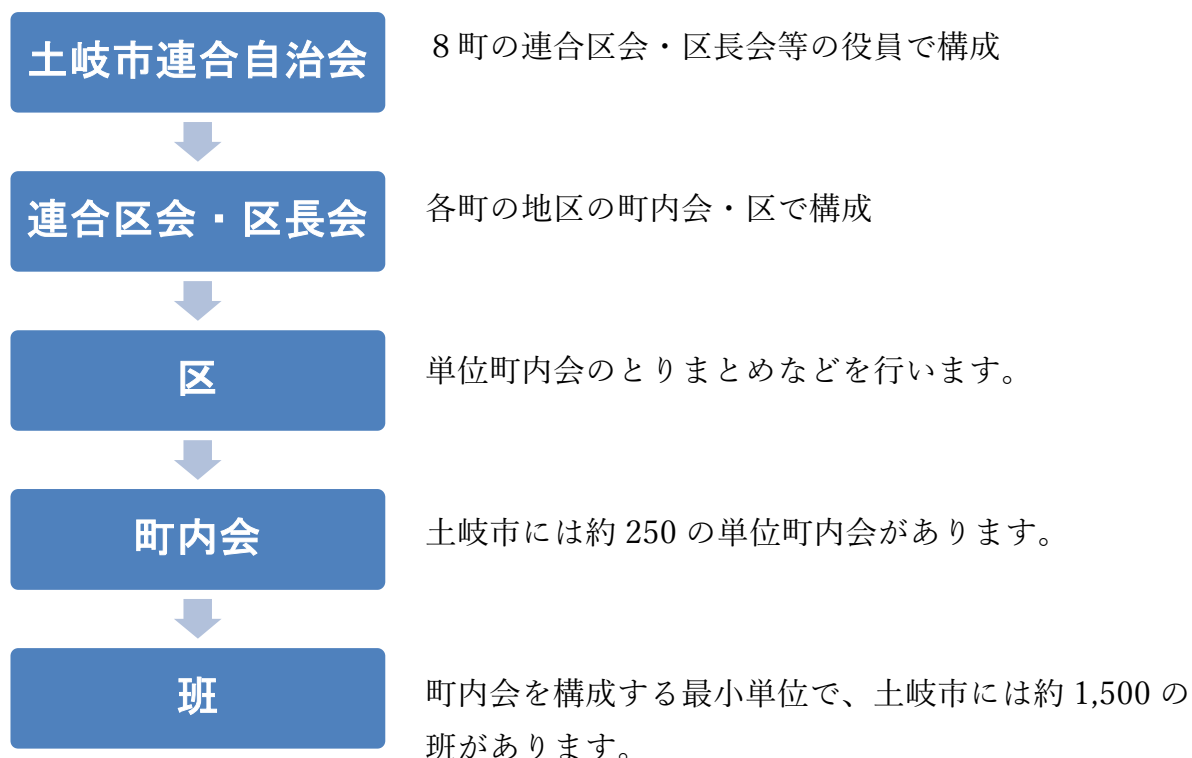 土岐市連合自治会
８町の連合区会・区長会等の役員で構成
連合区会・区長会
各町の地区の町内会・区で構成
区
単位町内会のとりまとめなどを行います。
町内会
土岐市には約 250 の単位町内会があります。
班
町内会を構成する最小単位で、土岐市には約 1,500 の
班があります。